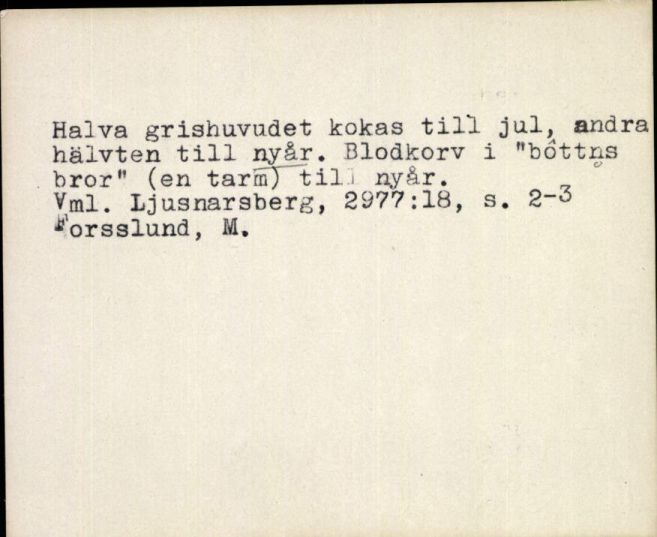 Halva grishuvudet kokas till jul, andra
hälvten till nyår. Blodkorv i "bôttns
bror" (en tarm) till nyår.
Vml. Ljusnarsberg, 2977:18, s. 2-3
Forsslund, M.